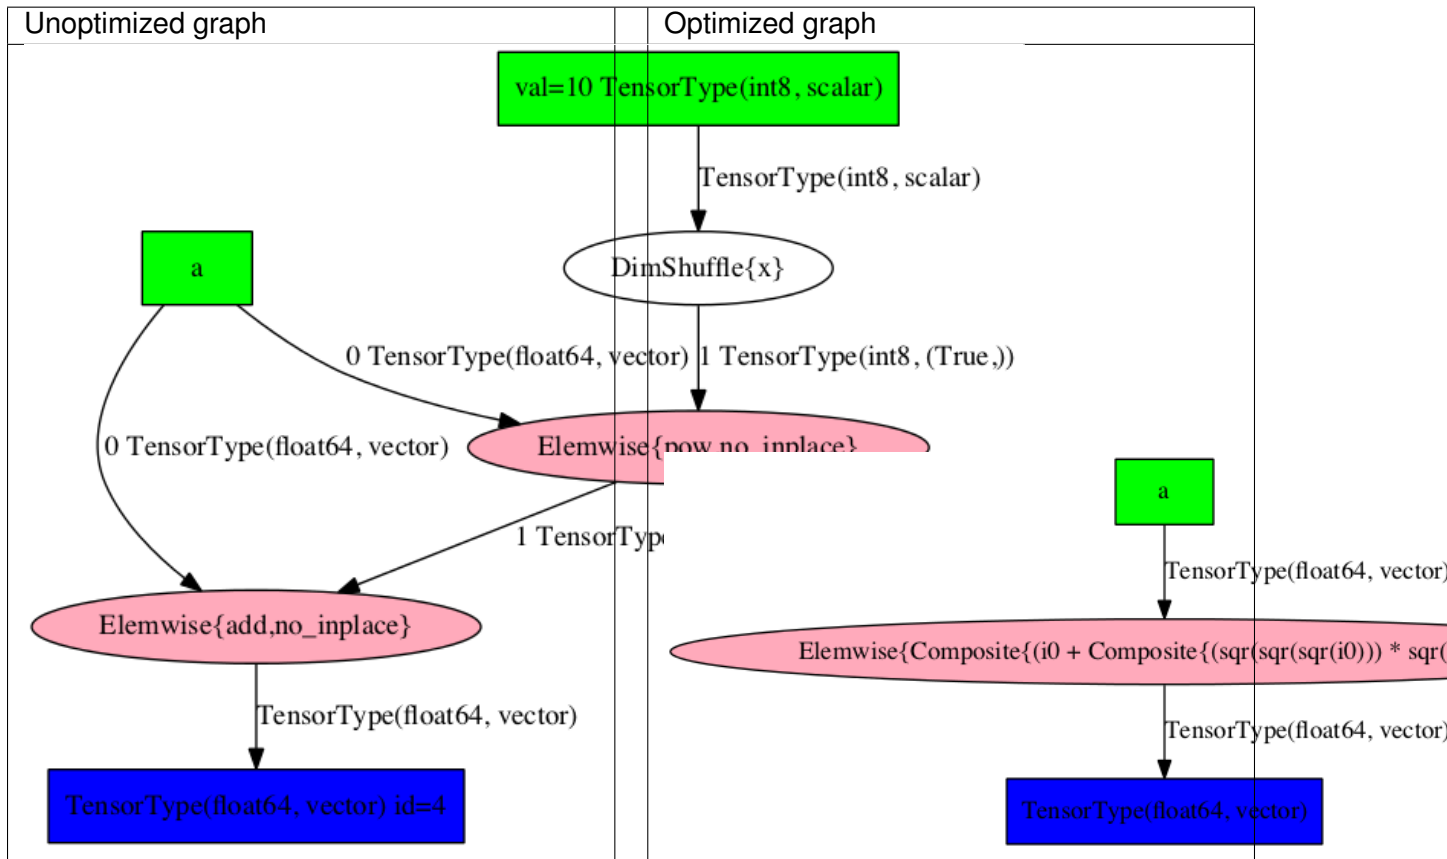 Unoptimized graph
Optimized graph
val=10 TensorType(int8, scalar)
TensorType(int8, scalar)
a
DimShuffle{x}
0 TensorType(float64, vector)
1 TensorType(int8, (True,))
0 TensorType(float64, vector)
Elemwise{pow,no_inplace}
a
1 TensorType
TensorType(float64, vector)
Elemwise{add,no_inplace}
Elemwise{Composite{(i0 + Composite{(sqr(sqr(sqr(i0))) * sqr(
TensorType(float64, vector)
TensorType(float64, vector)
TensorType(float64, vector) id=4
TensorType(float64, vector)